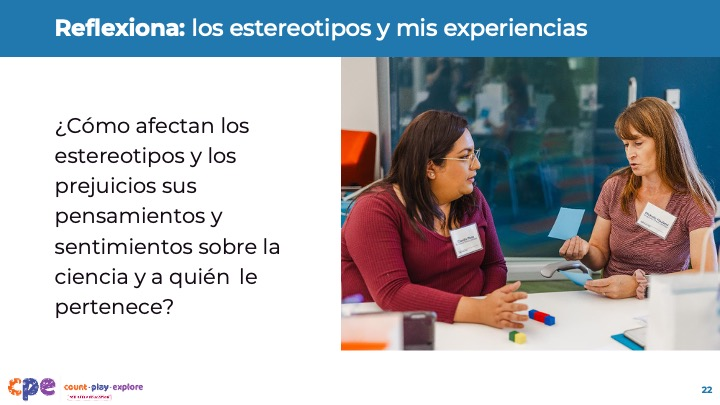 Reflexiona: los estereotipos y mis experiencias
¿Cómo afectan los
estereotipos y los
prejuicios sus
pensamientos y
sentimientos sobre la
ciencia y a quién le
pertenece?
cpe count·play·explore
22